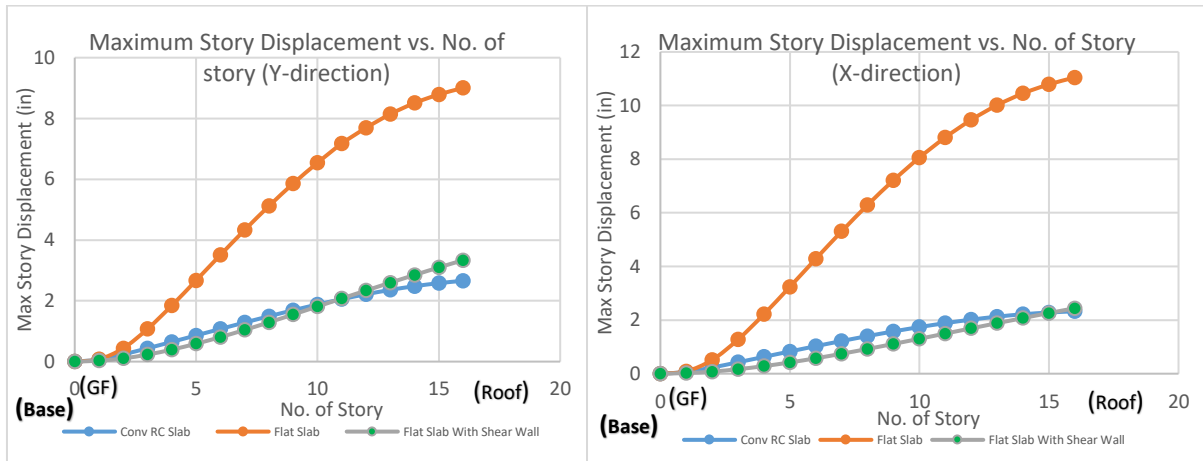 Maximum Story Displacement vs. No. of
story (Y-direction)
Max Story Displacement (in)
10
8
6
4
2
0
0
5
10
15
20
(GF)
(Base)
No. of Story
(Roof)
Conv RC Slab
Flat Slab
Flat Slab With Shear Wall
Maximum Story Displacement vs. No. of Story
(X-direction)
Max Story Displacement (in)
12
10
8
6
4
2
0
0
5
10
15
20
(GF)
(Base)
No. of Story
(Roof)
Conv RC Slab
Flat Slab
Flat Slab With Shear Wall